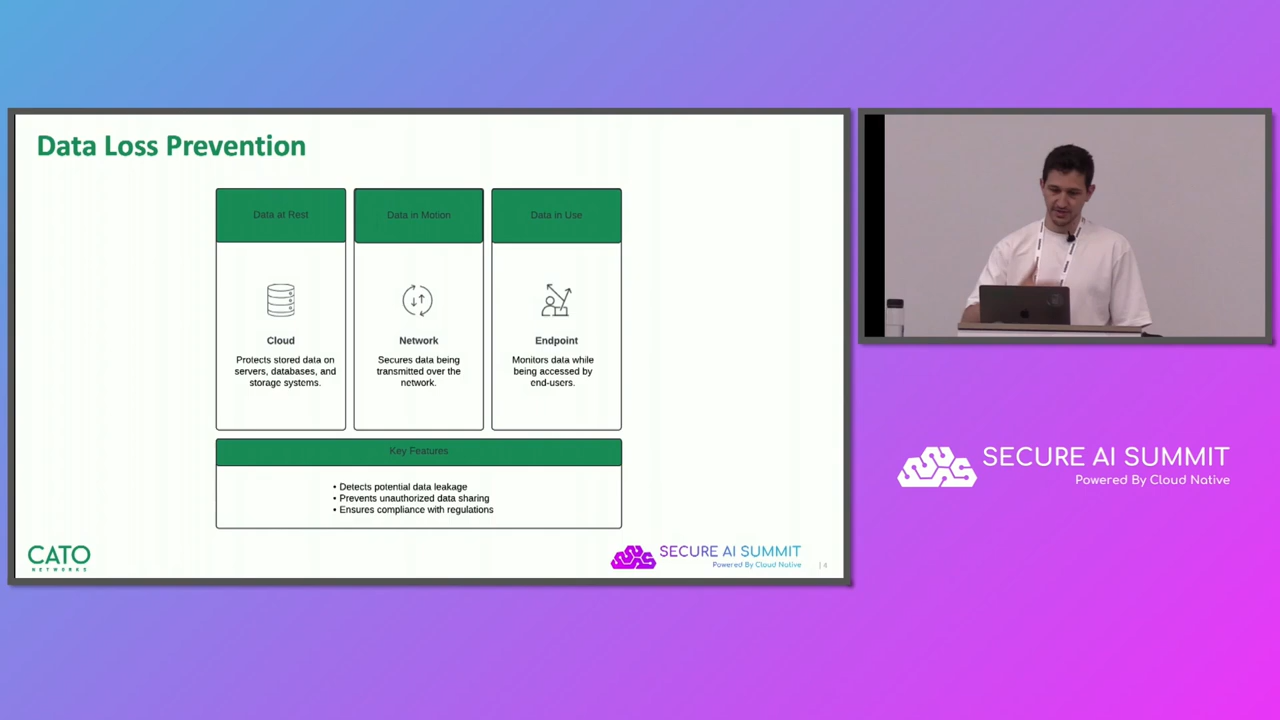 Data Loss Prevention
Data at Rest
Data in Motion
Data in Use
Cloud
Protects stored data on
servers, databases, and
storage systems.
Network
Secures data being
transmitted over the
network.
Endpoint
Monitors data while
being accessed by
end-users.
Key Features
• Detects potential data leakage
• Prevents unauthorized data sharing
• Ensures compliance with regulations
CATO
NETWORKS
SECURE AI SUMMIT
Powered By Cloud Native
| 4
SECURE AI SUMMIT
Powered By Cloud Native